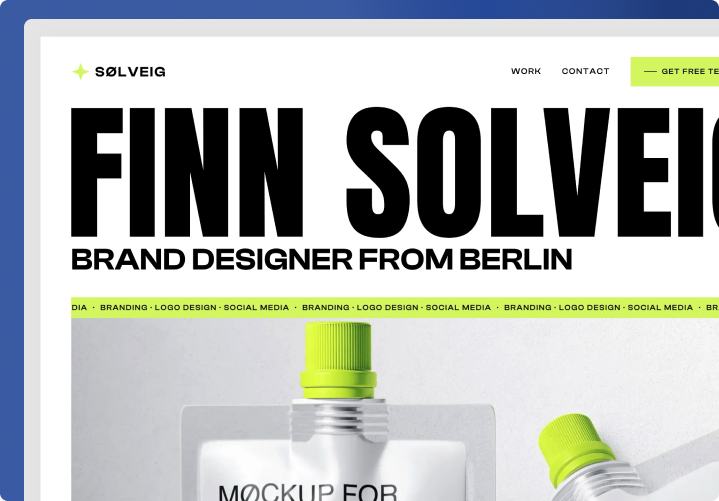 SØLVEIG
WORK CONTACT — GET FREE TE
FINN SOLVEIG
BRAND DESIGNER FROM BERLIN
DIA · BRANDING · LOGO DESIGN · SOCIAL MEDIA · BRANDING · LOGO DESIGN · SOCIAL MEDIA · BRANDING · LOGO DESIGN · SOCIAL MEDIA · BR
MØCKUP FOR